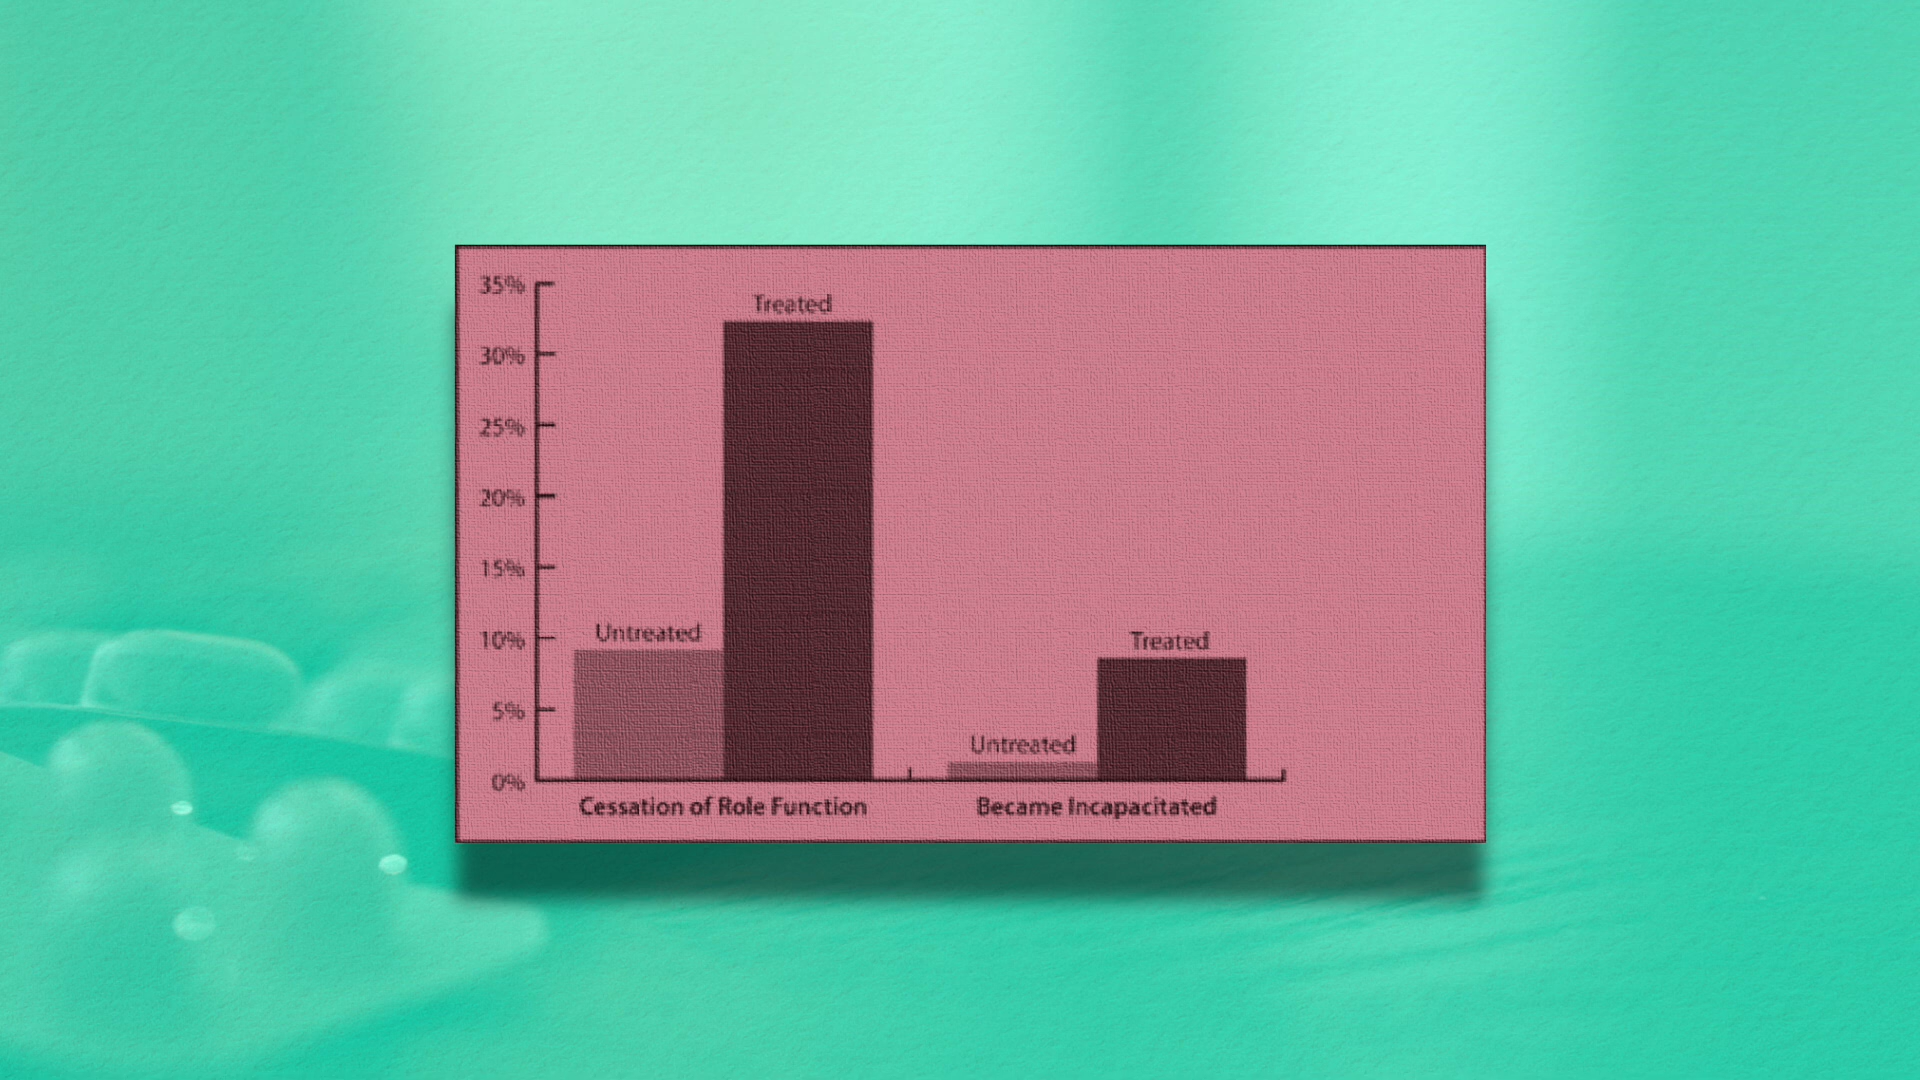 35%
Treated
30%
25%
20%
15%
10%
Untreated
Treated
5%
Untreated
0%
Cessation of Role Function
Became Incapacitated